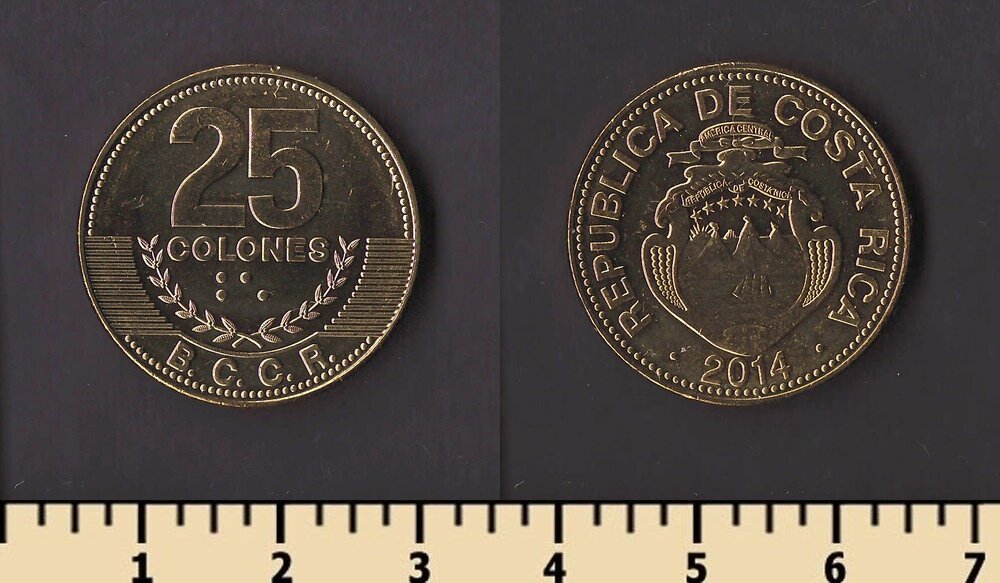 25
COLONES
B. C. C. R.
REPUBLICA DE COSTA RICA
AMERICA CENTRAL
REPUBLICA DE COSTA RICA
2014
1 2 3 4 5 6 7